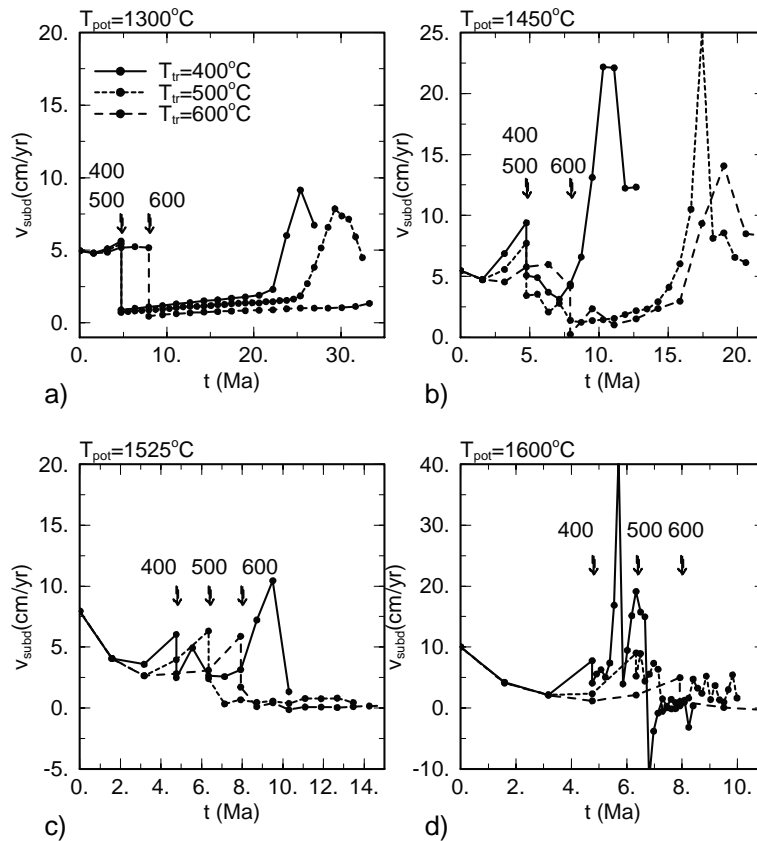 T_pot=1300°C
20.
15.
10.
5.
0.
v_subd(cm/yr)
T_tr=400°C
T_tr=500°C
T_tr=600°C
400
500 600
0. 10. 20. 30.
t (Ma)
a)
T_pot=1450°C
25.
20.
15.
10.
5.
0.
v_subd(cm/yr)
400
500 600
0. 5. 10. 15. 20.
t (Ma)
b)
T_pot=1525°C
20.
15.
10.
5.
0.
-5.
v_subd(cm/yr)
400 500 600
0. 2. 4. 6. 8. 10. 12. 14.
t (Ma)
c)
T_pot=1600°C
40.
30.
20.
10.
0.
-10.
v_subd(cm/yr)
400 500 600
0. 2. 4. 6. 8. 10.
t (Ma)
d)